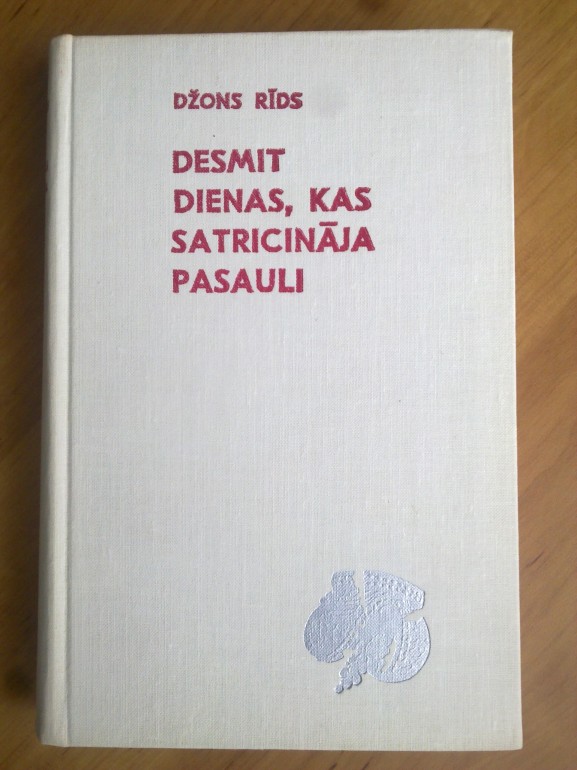 DŽONS RĪDS
DESMIT
DIENAS, KAS
SATRICINĀJA
PASAULI